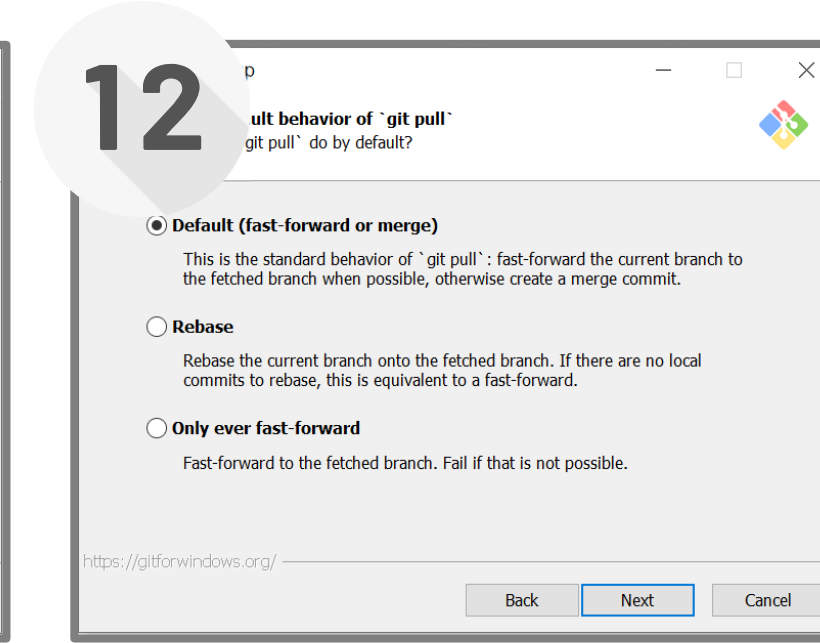 12
p
ult behavior of `git pull`
git pull` do by default?
Default (fast-forward or merge)
This is the standard behavior of `git pull`: fast-forward the current branch to
the fetched branch when possible, otherwise create a merge commit.
Rebase
Rebase the current branch onto the fetched branch. If there are no local
commits to rebase, this is equivalent to a fast-forward.
Only ever fast-forward
Fast-forward to the fetched branch. Fail if that is not possible.
https://gitforwindows.org/
Back Next Cancel